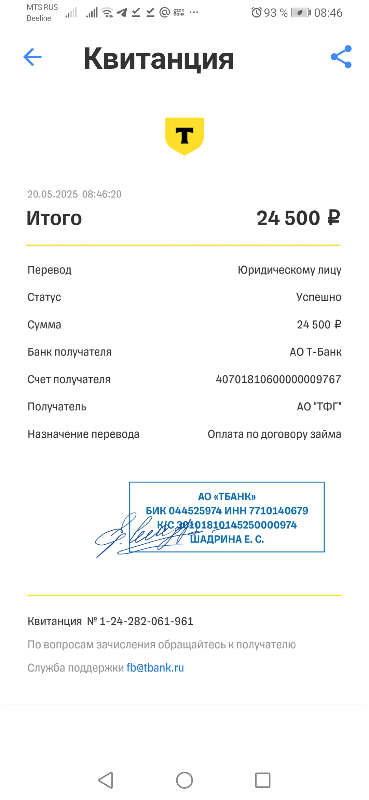 MTS RUS
Beeline
93 % 08:46
Квитанция
Т
20.05.2025 08:46:20
Итого 24 500 ₽
Перевод Юридическому лицу
Статус Успешно
Сумма 24 500 ₽
Банк получателя АО Т-Банк
Счет получателя 40701810600000009767
Получатель АО "ТФГ"
Назначение перевода Оплата по договору займа
АО «ТБАНК»
БИК 044525974 ИНН 7710140679
К/С 30101810145250000974
ШАДРИНА Е. С.
Квитанция № 1-24-282-061-961
По вопросам зачисления обращайтесь к получателю
Служба поддержки fb@tbank.ru